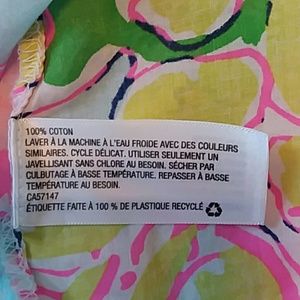 100% COTON
LAVER À LA MACHINE À L'EAU FROIDE AVEC DES COULEURS
SIMILAIRES. CYCLE DÉLICAT. UTILISER SEULEMENT UN
JAVELLISANT SANS CHLORE AU BESOIN. SÉCHER PAR
CULBUTAGE À BASSE TEMPÉRATURE. REPASSER À BASSE
TEMPÉRATURE AU BESOIN.
CA57147
ÉTIQUETTE FAITE À 100 % DE PLASTIQUE RECYCLÉ